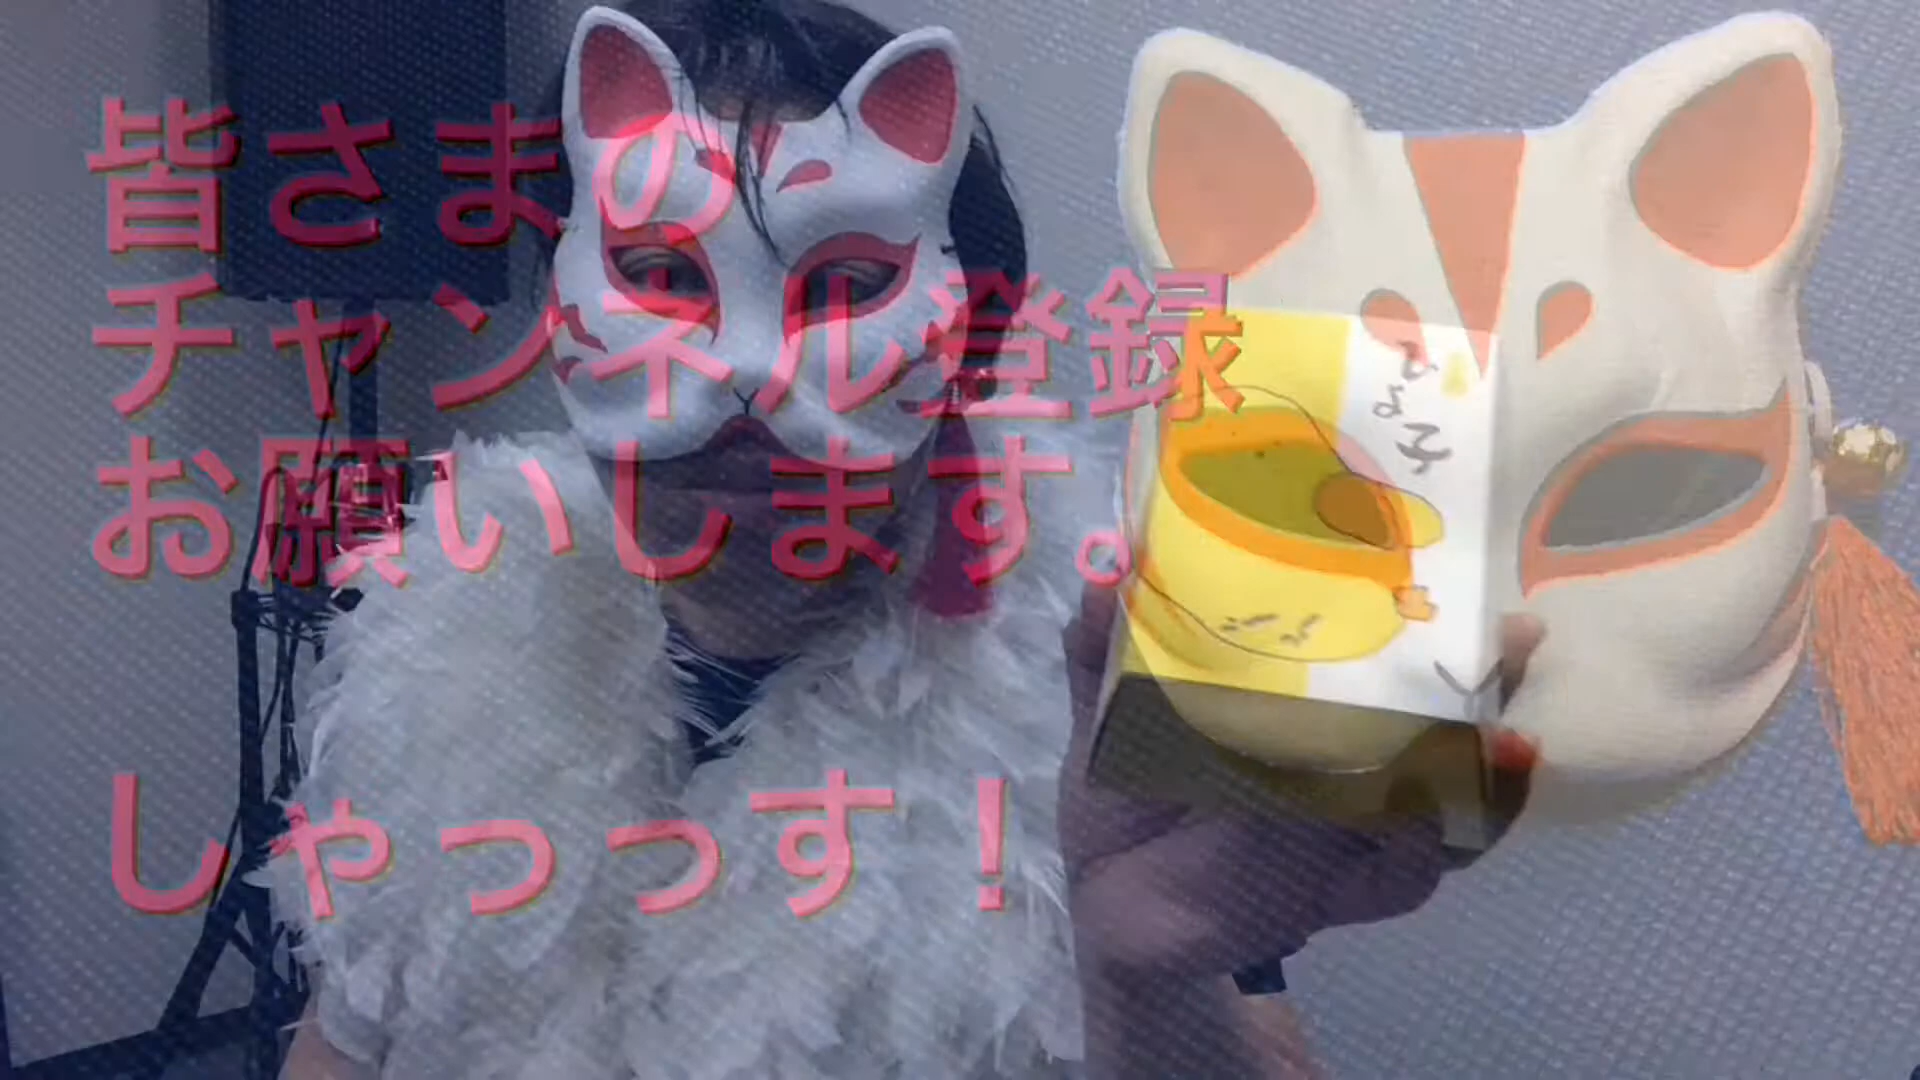 皆さまの
チャンネル登録
お願いします。
しゃっっす！
ひよ子